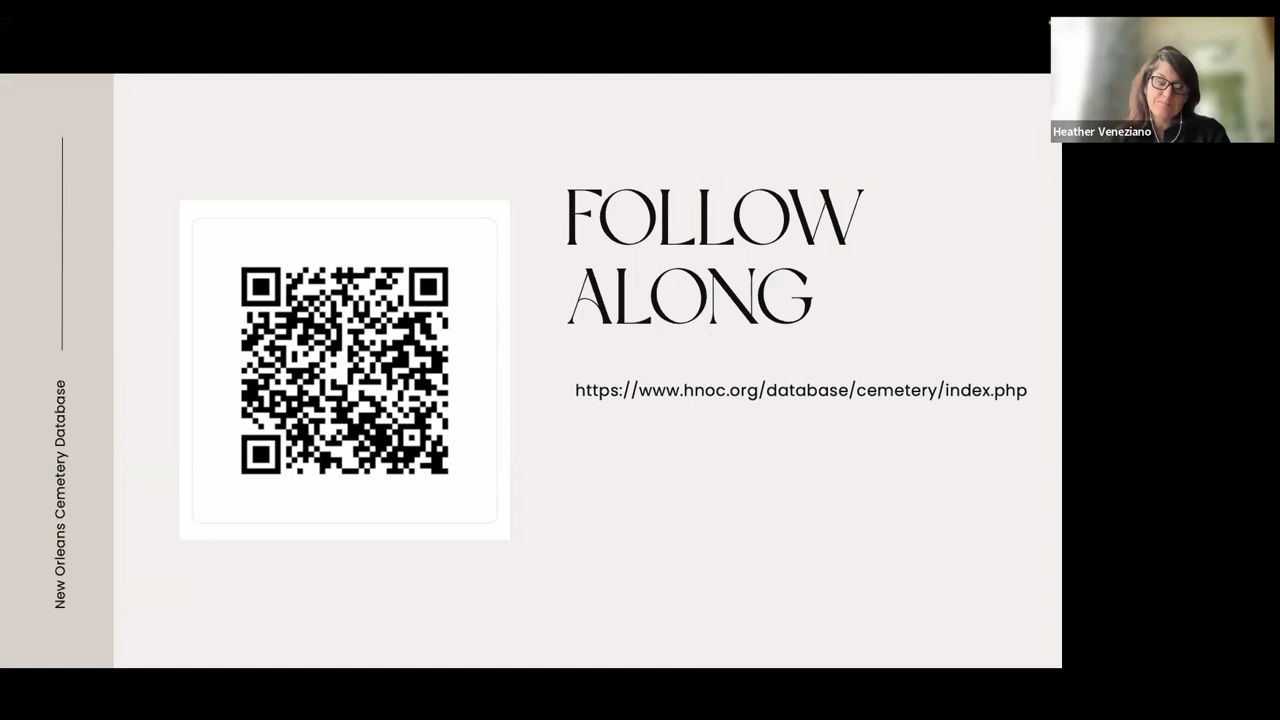 New Orleans Cemetery Database
FOLLOW
ALONG
https://www.hnoc.org/database/cemetery/index.php
Heather Veneziano